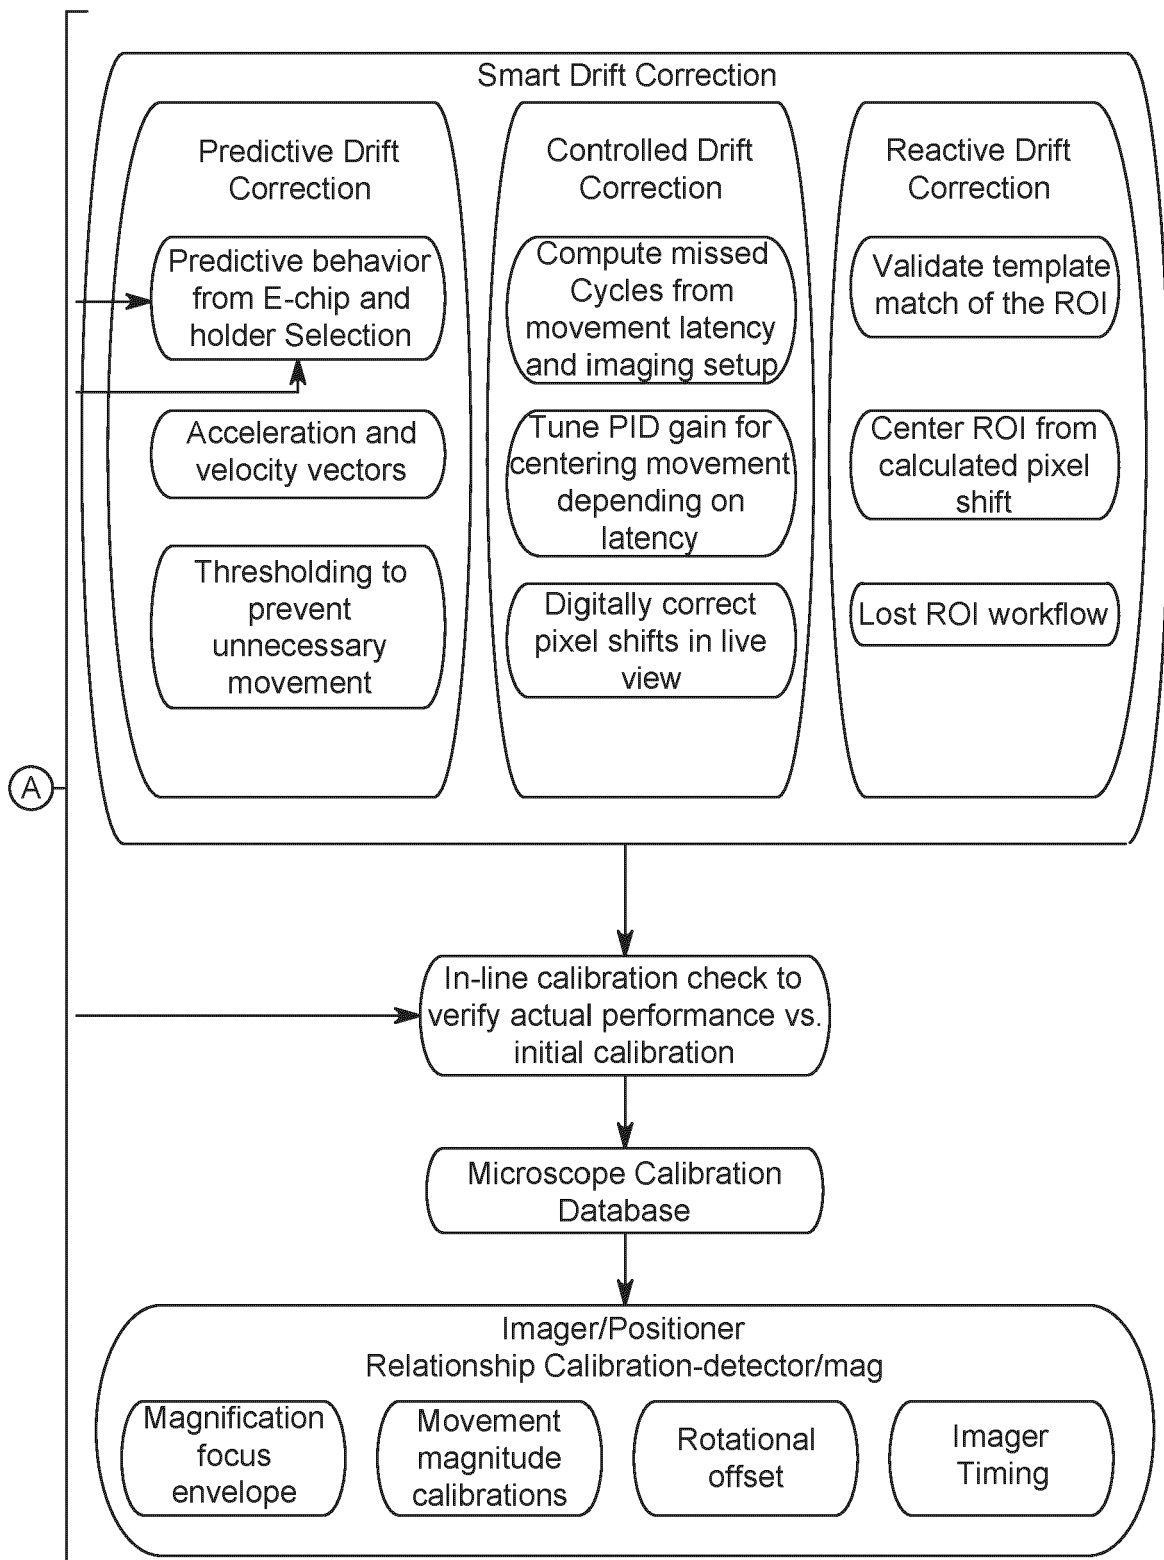 Smart Drift Correction
Predictive Drift
Correction
Predictive behavior
from E-chip and
holder Selection
Acceleration and
velocity vectors
Thresholding to
prevent
unnecessary
movement
Controlled Drift
Correction
Compute missed
Cycles from
movement latency
and imaging setup
Tune PID gain for
centering movement
depending on
latency
Digitally correct
pixel shifts in live
view
Reactive Drift
Correction
Validate template
match of the ROI
Center ROI from
calculated pixel
shift
Lost ROI workflow
A
In-line calibration check to
verify actual performance vs.
initial calibration
Microscope Calibration
Database
Imager/Positioner
Relationship Calibration-detector/mag
Magnification
focus
envelope
Movement
magnitude
calibrations
Rotational
offset
Imager
Timing